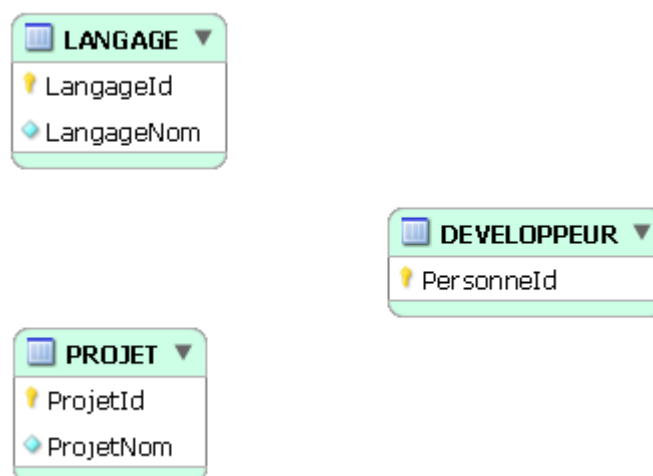 LANGAGE
LangageId
LangageNom
DEVELOPPEUR
PersonneId
PROJET
ProjetId
ProjetNom